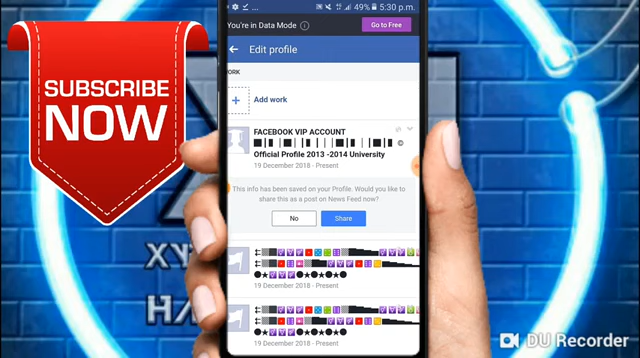 SUBSCRIBE
NOW
49% 5:30 p.m.
You're in Data Mode
Go to Free
Edit profile
ORK
Add work
FACEBOOK VIP ACCOUNT
©
Official Profile 2013 -2014 University
19 December 2018 - Present
This info has been saved on your Profile. Would you like to
share this as a post on News Feed now?
No
Share
19 December 2018 - Present
19 December 2018 - Present
XY
HA
DU Recorder